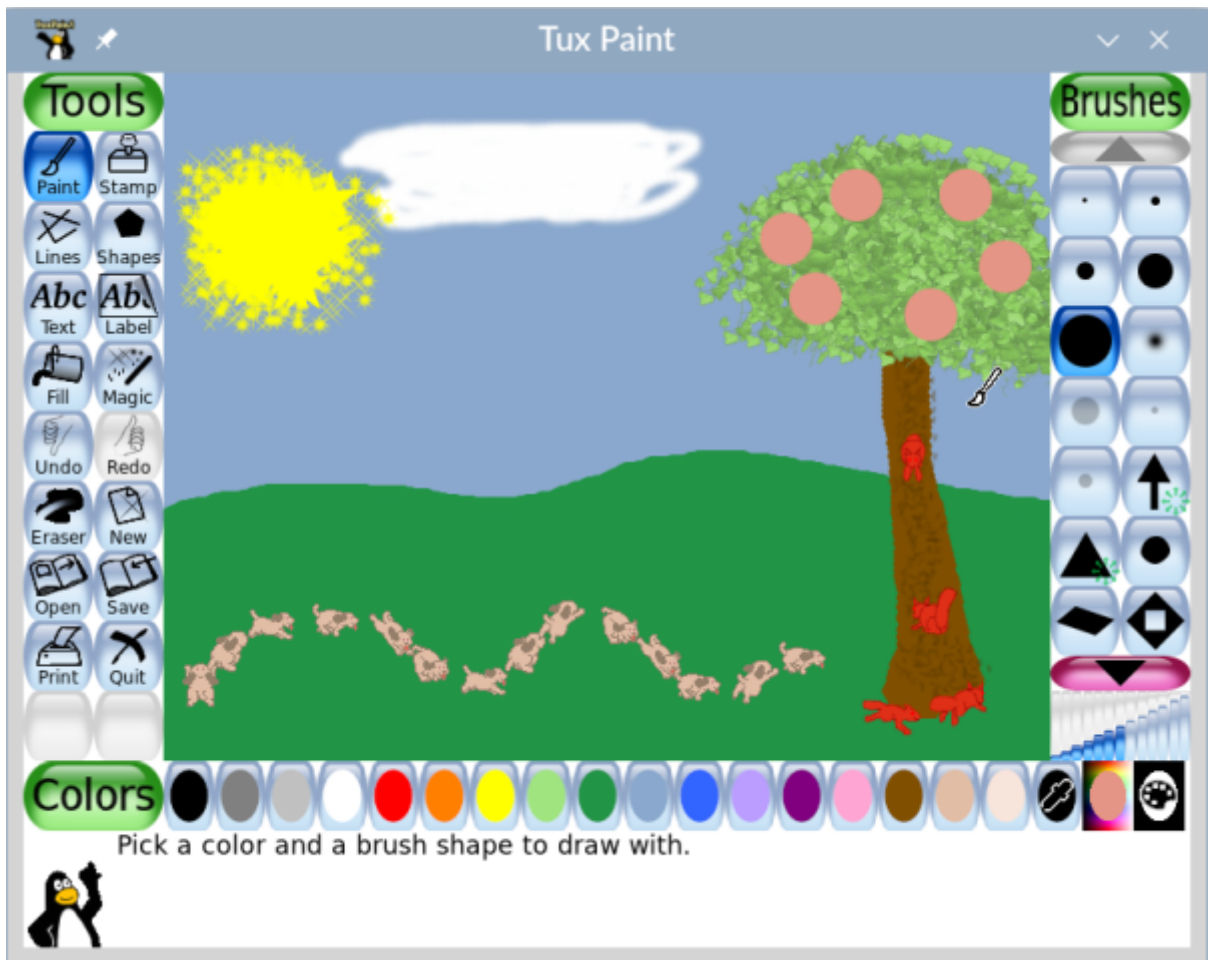 Tux Paint
Tools
Brushes
Paint
Stamp
Lines
Shapes
Abc
Abc
Text
Label
Fill
Magic
Undo
Redo
Eraser
New
Open
Save
Print
Quit
Colors
Pick a color and a brush shape to draw with.